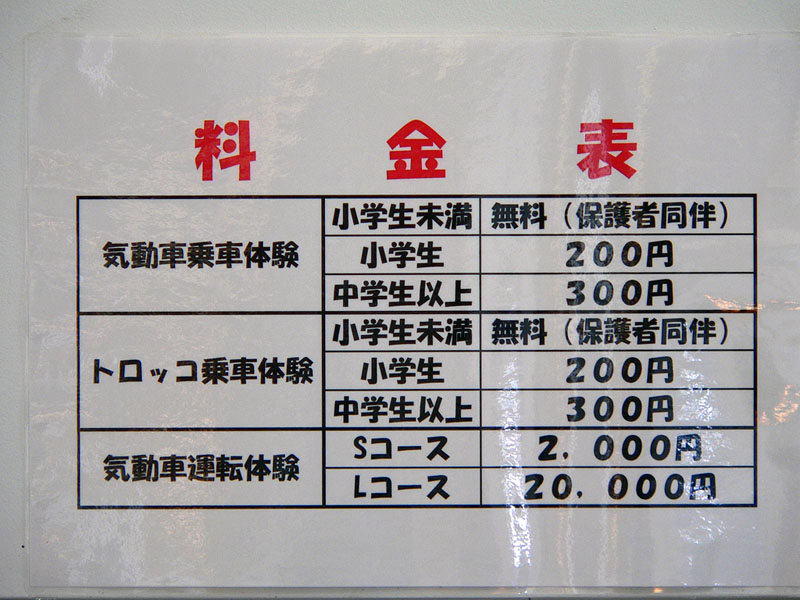 料金表
気動車乗車体験
小学生未満 無料（保護者同伴）
小学生 200円
中学生以上 300円
トロッコ乗車体験
小学生未満 無料（保護者同伴）
小学生 200円
中学生以上 300円
気動車運転体験
Sコース 2，000円
Lコース 20，000円